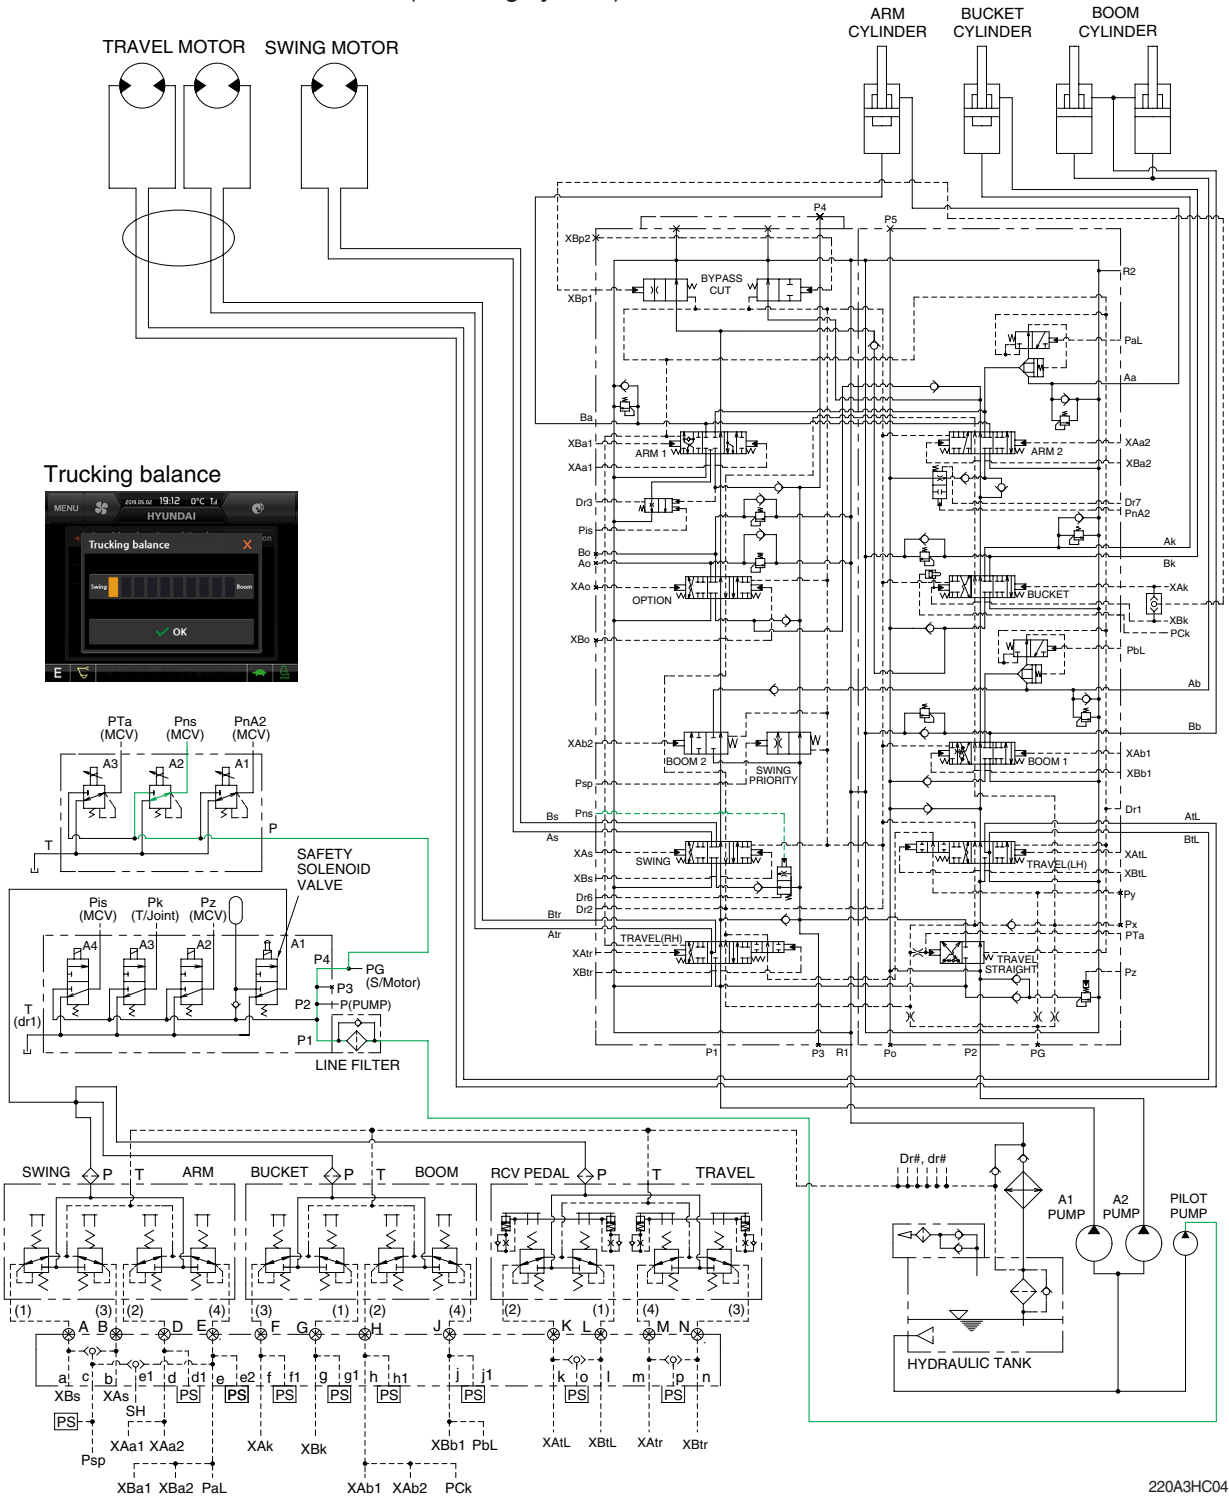 ARM
CYLINDER
BUCKET
CYLINDER
BOOM
CYLINDER
TRAVEL MOTOR
SWING MOTOR
P4
P5
XBp2
XBp1
BYPASS
CUT
R2
PaL
Aa
Ba
XBa1
ARM 1
XAa1
ARM 2
XAa2
XBa2
Dr3
Pis
Dr7
PnA2
Bo
Ao
XAo
OPTION
XBo
Ak
Bk
BUCKET
XAk
XBk
PCk
PbL
Ab
Bb
XAb2
BOOM 2
SWING
PRIORITY
Psp
BOOM 1
XAb1
XBb1
Pns
Dr1
Bs
As
AtL
BtL
XAs
SWING
XBs
TRAVEL(LH)
XAtL
XBtL
Dr6
Dr2
Py
Btr
Atr
TRAVEL(RH)
XAtr
XBtr
Px
PTa
TRAVEL
STRAIGHT
Pz
P1
P3
R1
Po
P2
PG
Trucking balance
MENU
2019.05.02 19:12 0°C
HYUNDAI
Trucking balance X
Swing
Boom
OK
E
PTa
(MCV)
Pns
(MCV)
PnA2
(MCV)
A3
A2
A1
P
T
SAFETY
SOLENOID
VALVE
Pis
(MCV)
Pk
(T/Joint)
Pz
(MCV)
A4
A3
A2
A1
P4
PG
(S/Motor)
P3
P2
P(PUMP)
T
(dr1)
P1
LINE FILTER
SWING
P
T
ARM
BUCKET
P
T
BOOM
RCV PEDAL
P
T
TRAVEL
(1) (3) (2) (4) (3) (1) (2) (4) (2) (1) (4) (3)
A B D E F G H J K L M N
a c b e1 d d1 e e2 f f1 g g1 h h1 j j1 k o l m p n
XBs XAs PS PS PS PS PS PS PS PS
PS
SH
Psp
XAa1 XAa2
XAk
XBk
XBb1 PbL
XAtL
XBtL
XAtr
XBtr
XBa1 XBa2 PaL
XAb1 XAb2 PCk
Dr#, dr#
A1
PUMP
A2
PUMP
PILOT
PUMP
HYDRAULIC TANK
220A3HC04